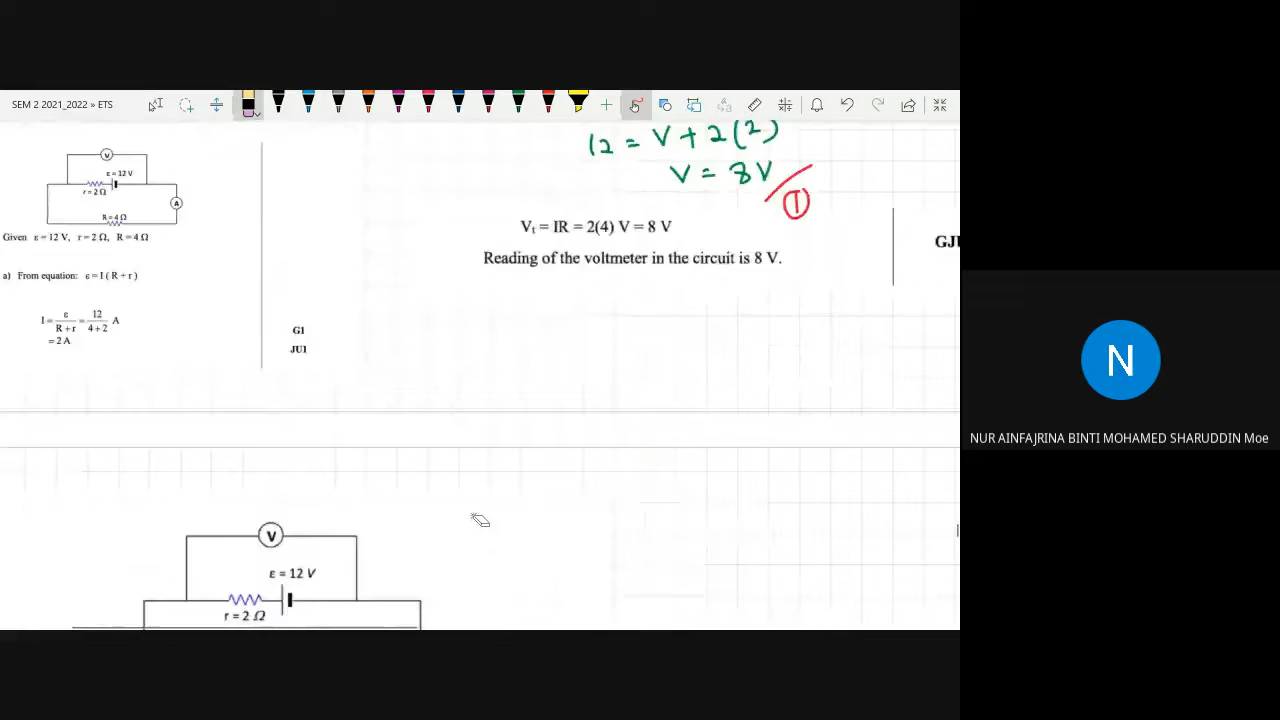 SEM 2 2021_2022 » ETS
12 = V + 2 (2)
V = 8 V
1
V
ε = 12 V
r = 2 Ω
A
R = 4 Ω
Given ε = 12 V, r = 2 Ω, R = 4 Ω
Vt = IR = 2(4) V = 8 V
Reading of the voltmeter in the circuit is 8 V.
GJU
a) From equation: ε = I ( R + r )
I = ε / R + r = 12 / 4 + 2 A
= 2 A
G1
JU1
N
NUR AINFAJRINA BINTI MOHAMED SHARUDDIN Moe
V
ε = 12 V
r = 2 Ω